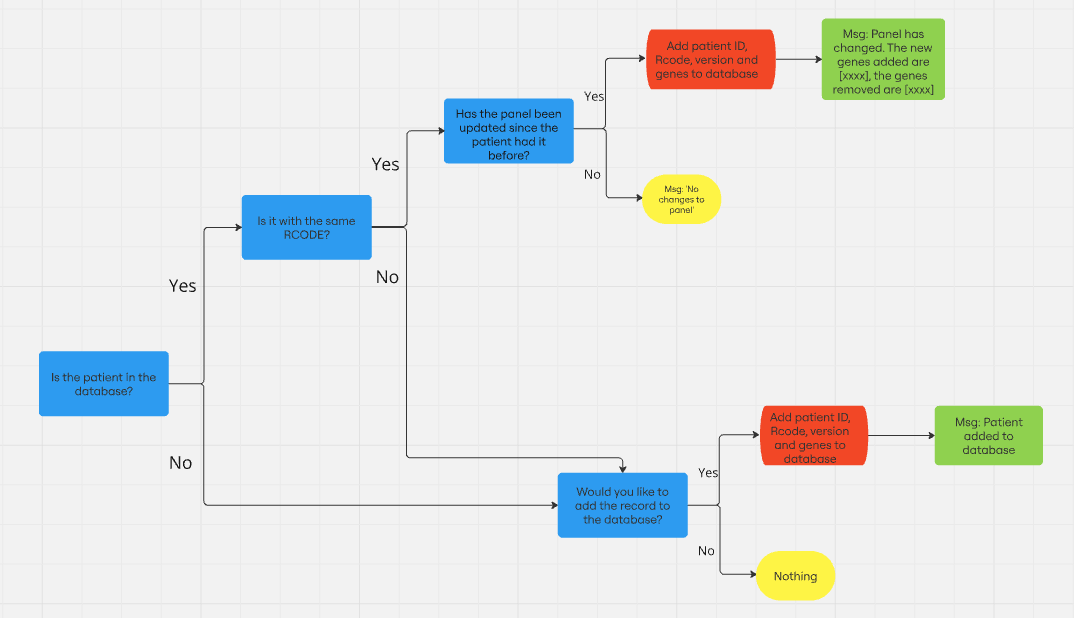 Add patient ID,
Rcode, version and
genes to database
Msg: Panel has
changed. The new
genes added are
[xxxx], the genes
removed are [xxxx]
Yes
Has the panel been
updated since the
patient had it
before?
Yes
No
Msg: 'No
changes to
panel'
Is it with the same
RCODE?
No
Yes
Is the patient in the
database?
No
Add patient ID,
Rcode, version
and genes to
database
Msg: Patient
added to
database
Yes
Would you like to
add the record to
the database?
No
Nothing